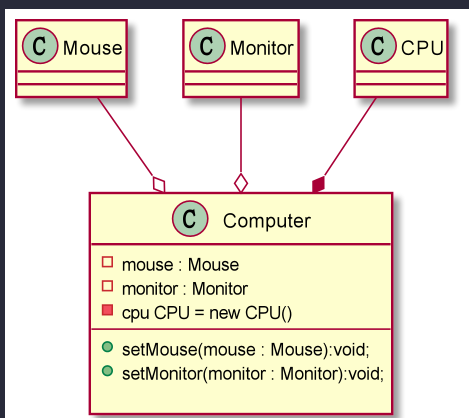 C Mouse
C Monitor
C CPU
C Computer
mouse : Mouse
monitor : Monitor
cpu CPU = new CPU()
setMouse(mouse : Mouse):void;
setMonitor(monitor : Monitor):void;